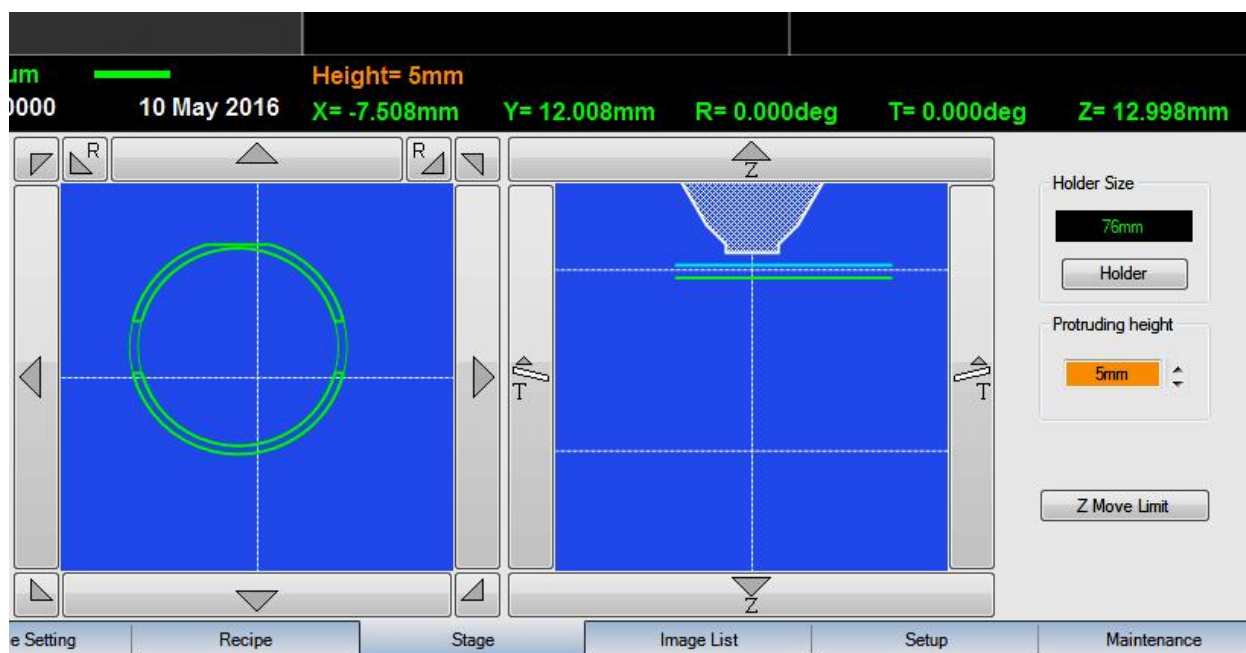 um
0000
10 May 2016
Height= 5mm
X= -7.508mm
Y= 12.008mm
R= 0.000deg
T= 0.000deg
Z= 12.998mm
R
R
Z
T
T
Z
Holder Size
76mm
Holder
Protruding height
5mm
Z Move Limit
e Setting
Recipe
Stage
Image List
Setup
Maintenance